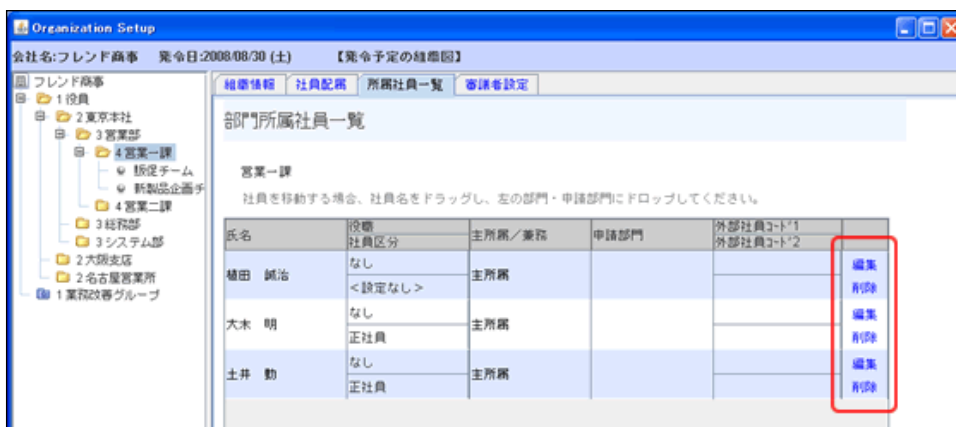 Organization Setup
会社名:フレンド商事 発令日:2008/08/30 (土) 【発令予定の組織図】
フレンド商事
1 役員
2 東京本社
3 営業部
4 営業一課
販促チーム
新製品企画チ
4 営業二課
3 総務部
3 システム部
2 大阪支店
2 名古屋営業所
1 業務改善グループ
組織情報 社員配属 所属社員一覧 審議者設定
部門所属社員一覧
営業一課
社員を移動する場合、社員名をドラッグし、左の部門・申請部門にドロップしてください。
氏名 役職 主所属／兼務 申請部門 外部社員コード1
社員区分 外部社員コード2
植田 誠治 なし 主所属 編集
<設定なし> 削除
大木 明 なし 主所属 編集
正社員 削除
土井 勤 なし 主所属 編集
正社員 削除